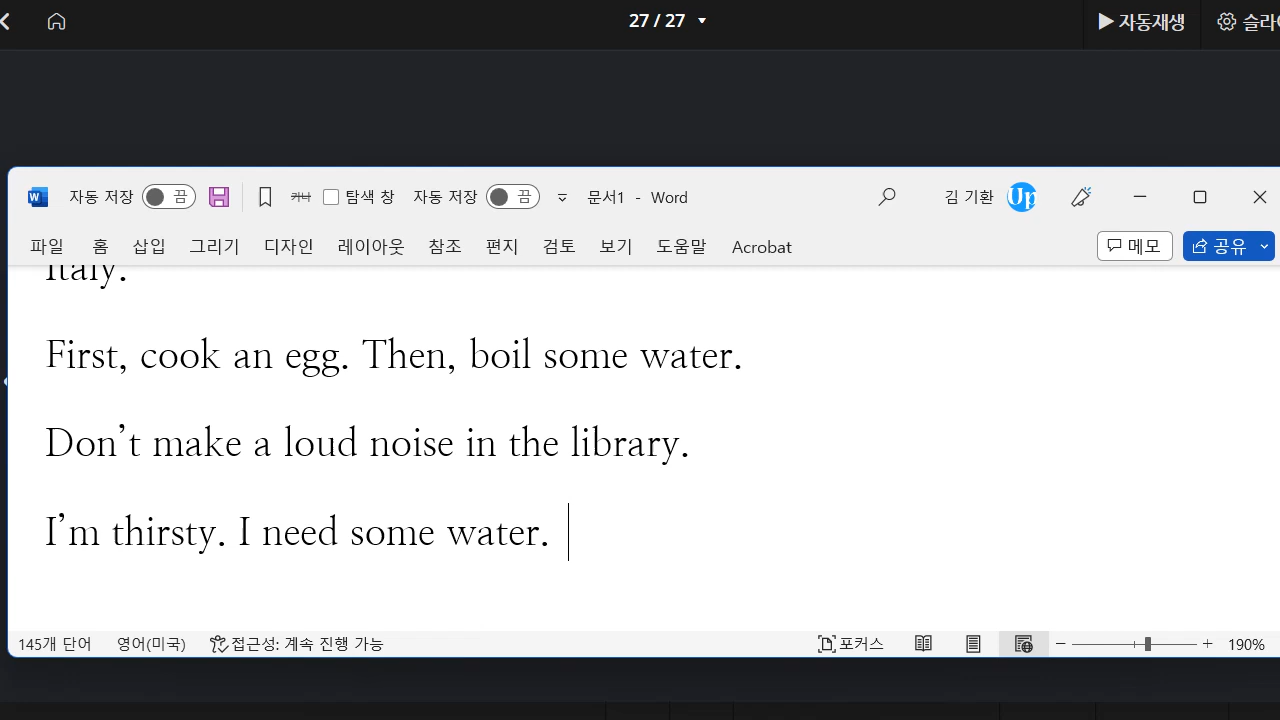 27 / 27
자동재생
슬라이
자동 저장 끔 카나 탐색 창 자동 저장 끔 문서1 - Word 김 기환 Up
파일 홈 삽입 그리기 디자인 레이아웃 참조 편지 검토 보기 도움말 Acrobat 메모 공유
Italy.
First, cook an egg. Then, boil some water.
Don’t make a loud noise in the library.
I’m thirsty. I need some water.
145개 단어 영어(미국) 접근성: 계속 진행 가능 포커스 190%